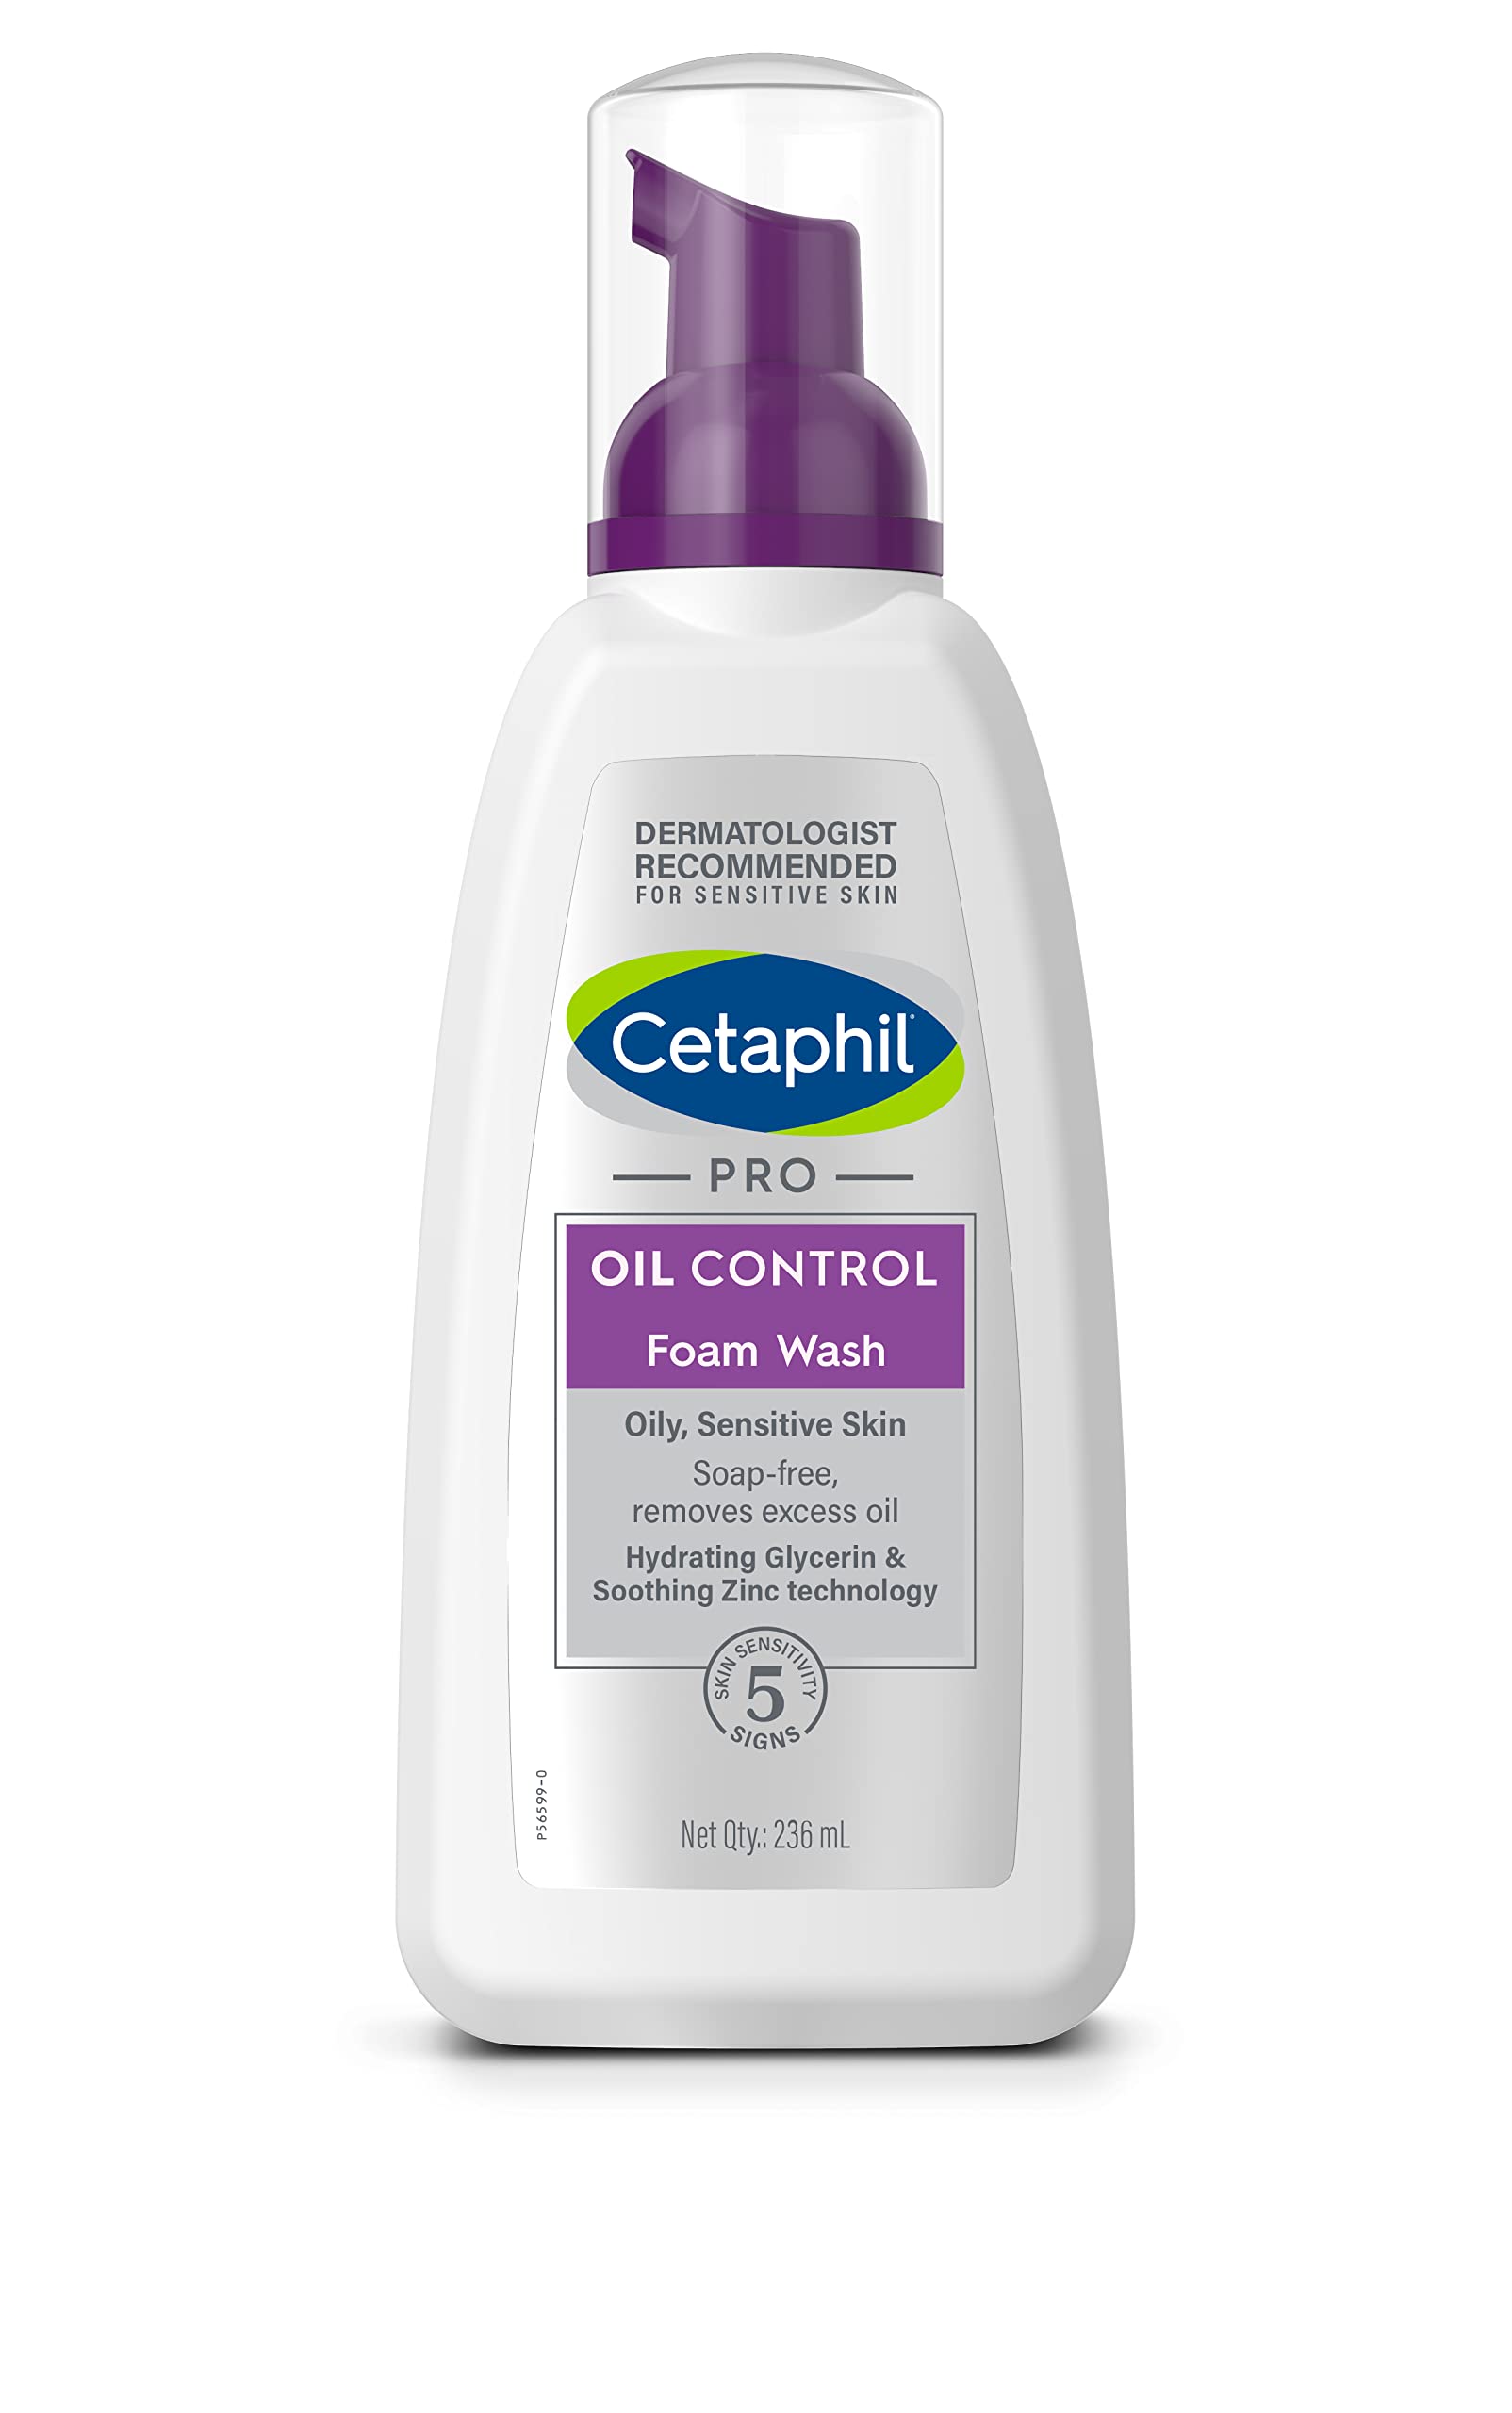 DERMATOLOGIST
RECOMMENDED
FOR SENSITIVE SKIN
Cetaphil
PRO
OIL CONTROL
Foam Wash
Oily, Sensitive Skin
Soap-free,
removes excess oil
Hydrating Glycerin &
Soothing Zinc technology
SKIN SENSITIVITY
5
SIGNS
P56599-0
Net Qty.: 236 mL